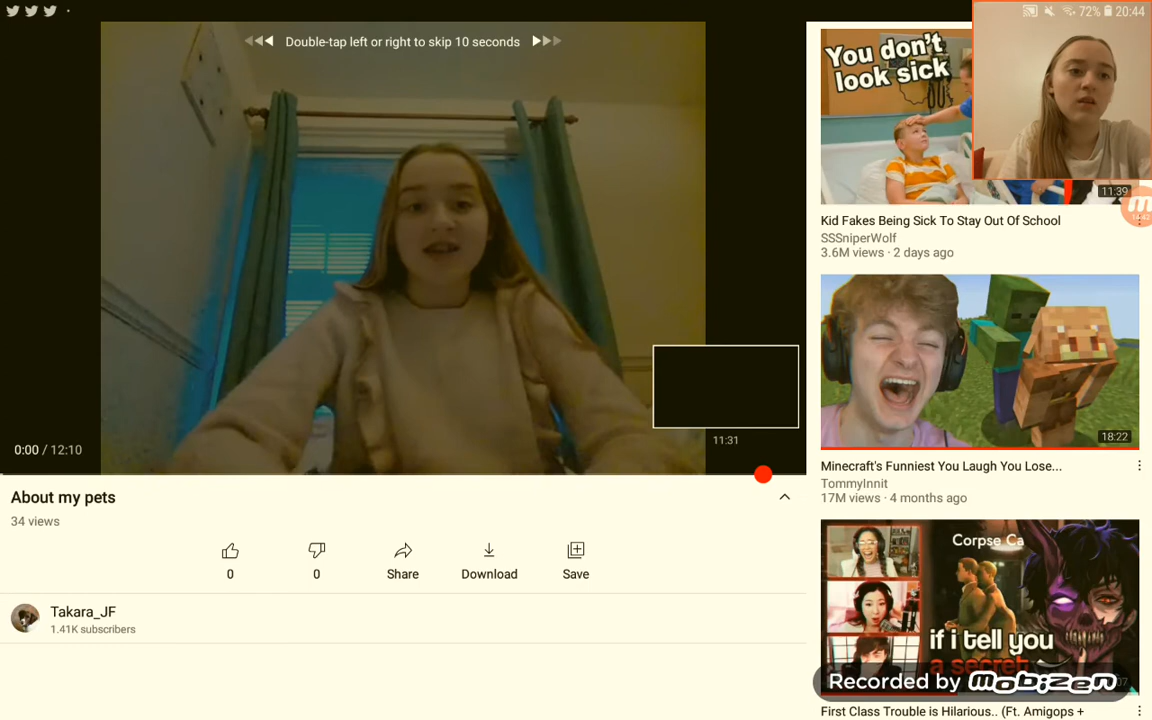 72% 20:44
Double-tap left or right to skip 10 seconds
11:31
0:00 / 12:10
About my pets
34 views
0
0
Share
Download
Save
Takara_JF
1.41K subscribers
You don't
look sick
11:39
Kid Fakes Being Sick To Stay Out Of School
SSSniperWolf
3.6M views · 2 days ago
18:22
Minecraft's Funniest You Laugh You Lose...
TommyInnit
17M views · 4 months ago
Corpse Ca
if i tell you
a secret
Recorded by mobizen
First Class Trouble is Hilarious.. (Ft. Amigops +